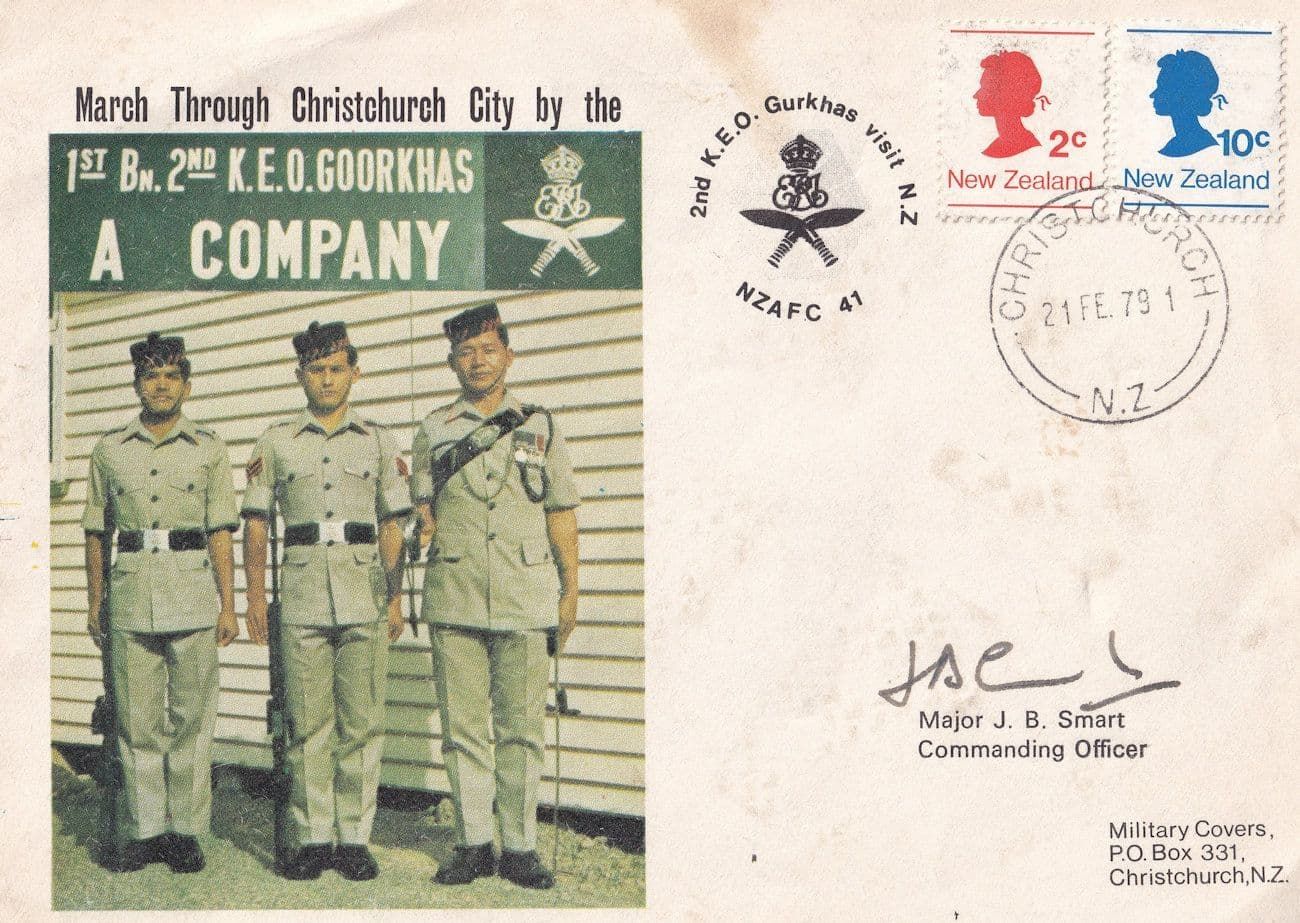 March Through Christchurch City by the
1ST BN. 2ND K.E.O. GOORKHAS
A COMPANY
2nd K.E.O. Gurkhas visit N.Z
NZAFC 41
2c
New Zealand
10c
New Zealand
CHRISTCHURCH
21 FE. 79 1
N.Z
Major J. B. Smart
Commanding Officer
Military Covers,
P.O. Box 331,
Christchurch, N.Z.